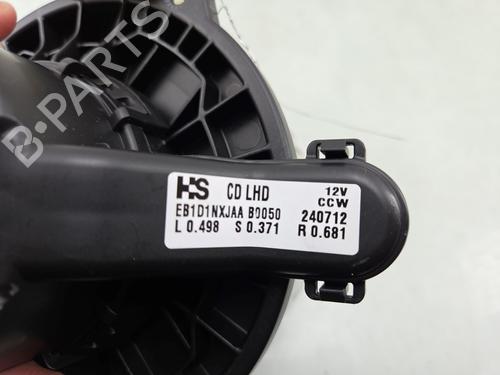 B-PARTS
HS CD LHD 12V
CCW
EB1D1NXJAA B0050 240712
L 0.498 S 0.371 R 0.681